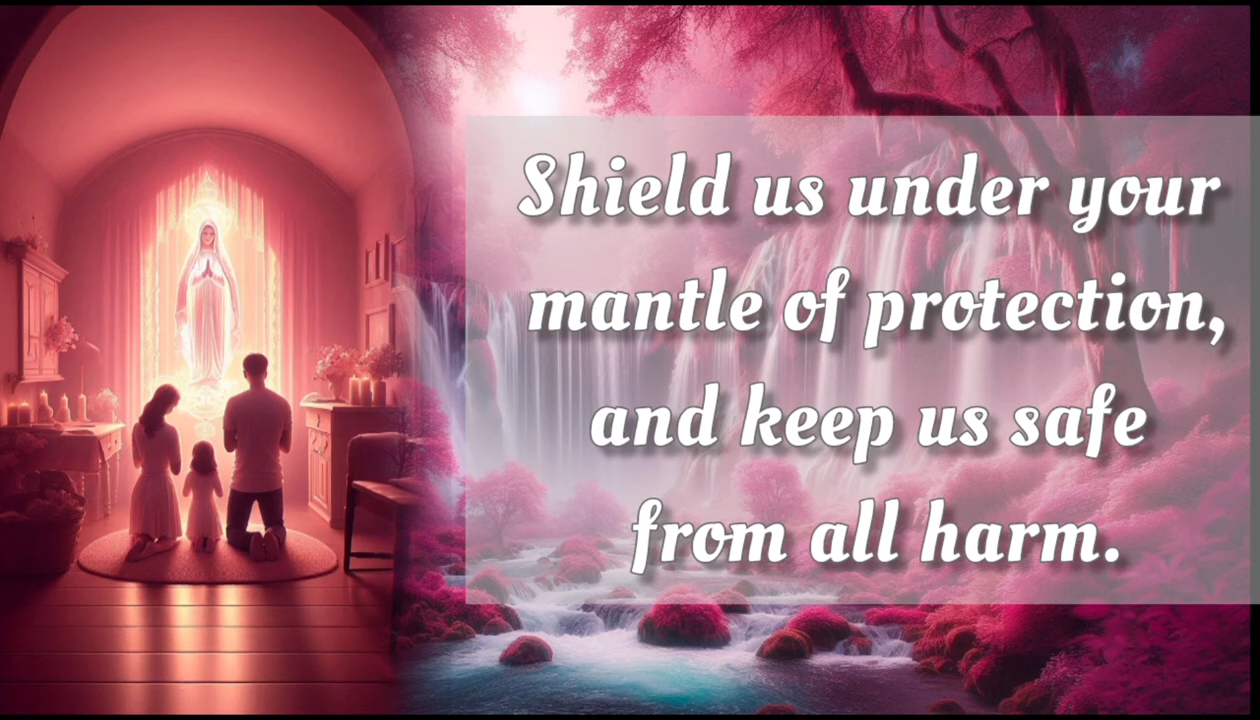 Shield us under your
mantle of protection,
and keep us safe
from all harm.